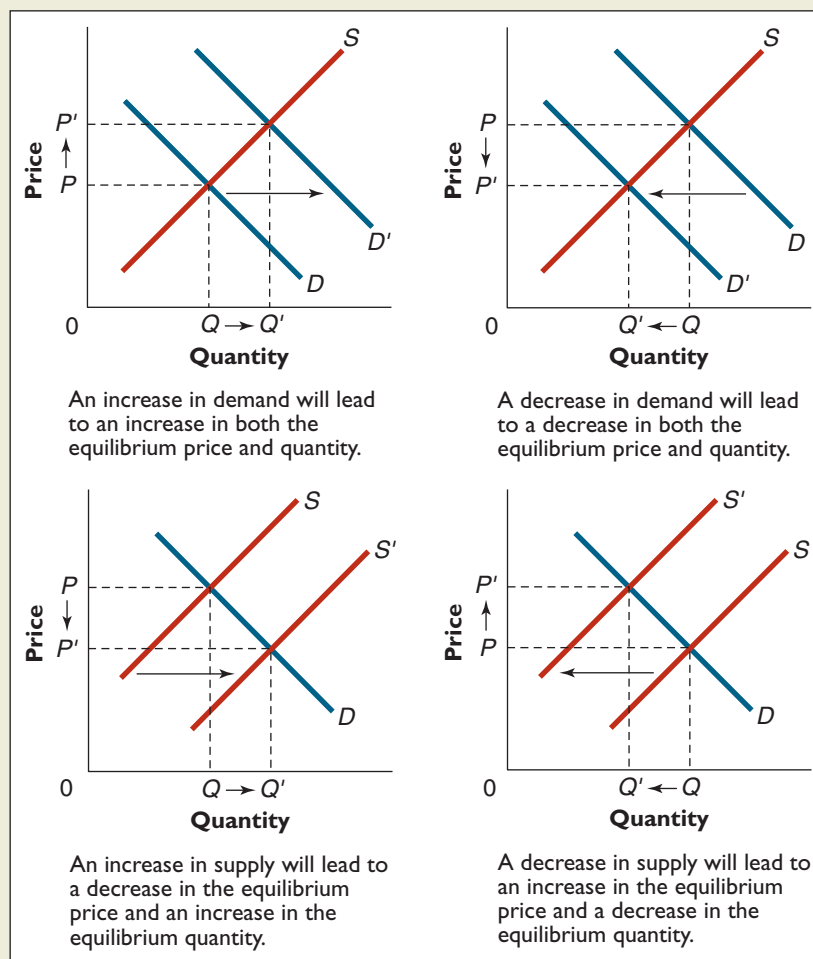 S
P'
P
Price
D'
D
0
Q → Q'
Quantity
An increase in demand will lead
to an increase in both the
equilibrium price and quantity.
S
P
P'
Price
D
D'
0
Q' ← Q
Quantity
A decrease in demand will lead
to a decrease in both the
equilibrium price and quantity.
S
S'
P
P'
Price
D
0
Q → Q'
Quantity
An increase in supply will lead to
a decrease in the equilibrium
price and an increase in the
equilibrium quantity.
S'
S
P'
P
Price
D
0
Q' ← Q
Quantity
A decrease in supply will lead to
an increase in the equilibrium
price and a decrease in the
equilibrium quantity.